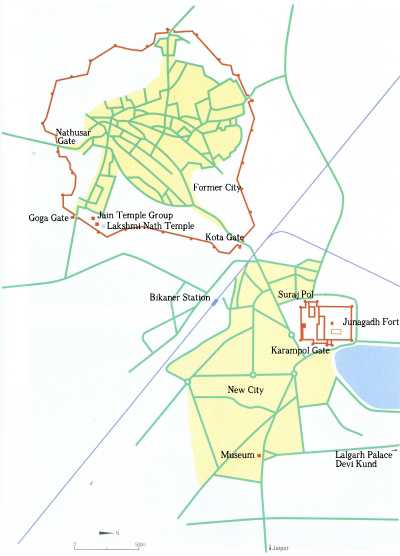 Nathusar
Gate
Former City
Goga Gate
Jain Temple Group
Lakshmi Nath Temple
Kota Gate
Bikaner Station
Suraj Pol
Junagadh Fort
Karampol Gate
New City
Museum
Lalgarh Palace
Devi Kund
N
0
Jaipur